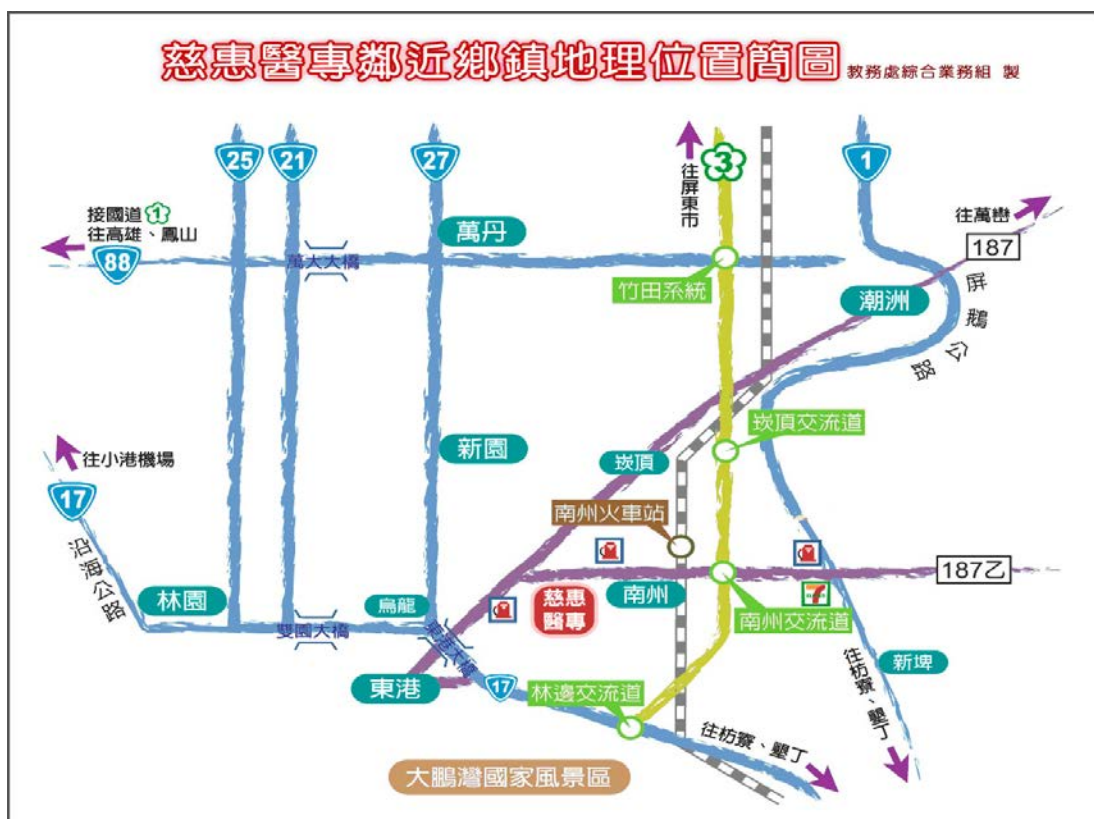 慈惠醫專鄰近鄉鎮地理位置簡圖
教務處綜合業務組 製
25
21
27
往屏東市
3
1
接國道 1
往高雄、鳳山
88
萬大大橋
萬丹
往萬巒
187
竹田系統
潮洲
屏鵝公路
往小港機場
17
沿海公路
新園
崁頂
崁頂交流道
南州火車站
187乙
林園
雙園大橋
烏龍
東港大橋
慈惠
醫專
南州
7
南州交流道
東港
17
林邊交流道
新埤
往枋寮、墾丁
往枋寮、墾丁
大鵬灣國家風景區